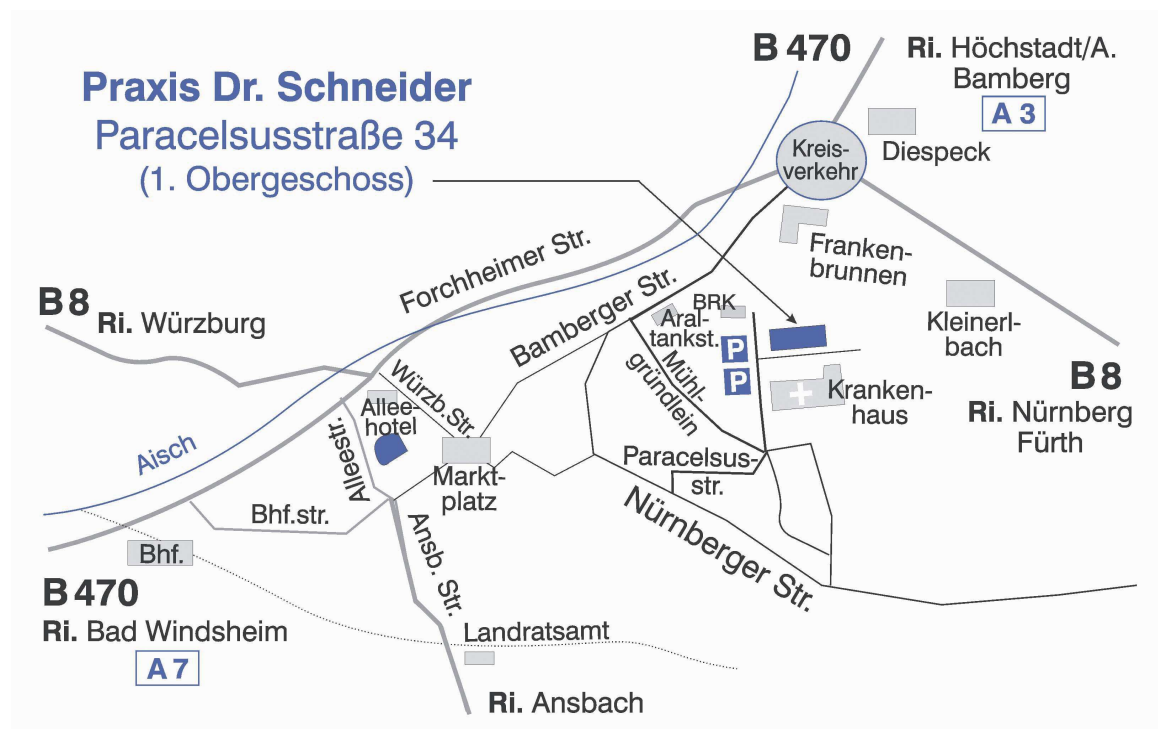 Praxis Dr. Schneider
Paracelsusstraße 34
(1. Obergeschoss)
B 470
Ri. Höchstadt/A.
Bamberg
A 3
Kreis-
verkehr
Diespeck
Franken-
brunnen
Forchheimer Str.
B 8 Ri. Würzburg
Bamberger Str.
BRK
Aral-
tankst.
P
P
Mühl-
gründlein
Kleinerl-
bach
B 8
Ri. Nürnberg
Fürth
Kranken-
haus
Würzb.Str.
Allee-
hotel
Alleestr.
Aisch
Markt-
platz
Paracelsus-
str.
Nürnberger Str.
Bhf.str.
Bhf.
Ansb. Str.
B 470
Ri. Bad Windsheim
A 7
Landratsamt
Ri. Ansbach